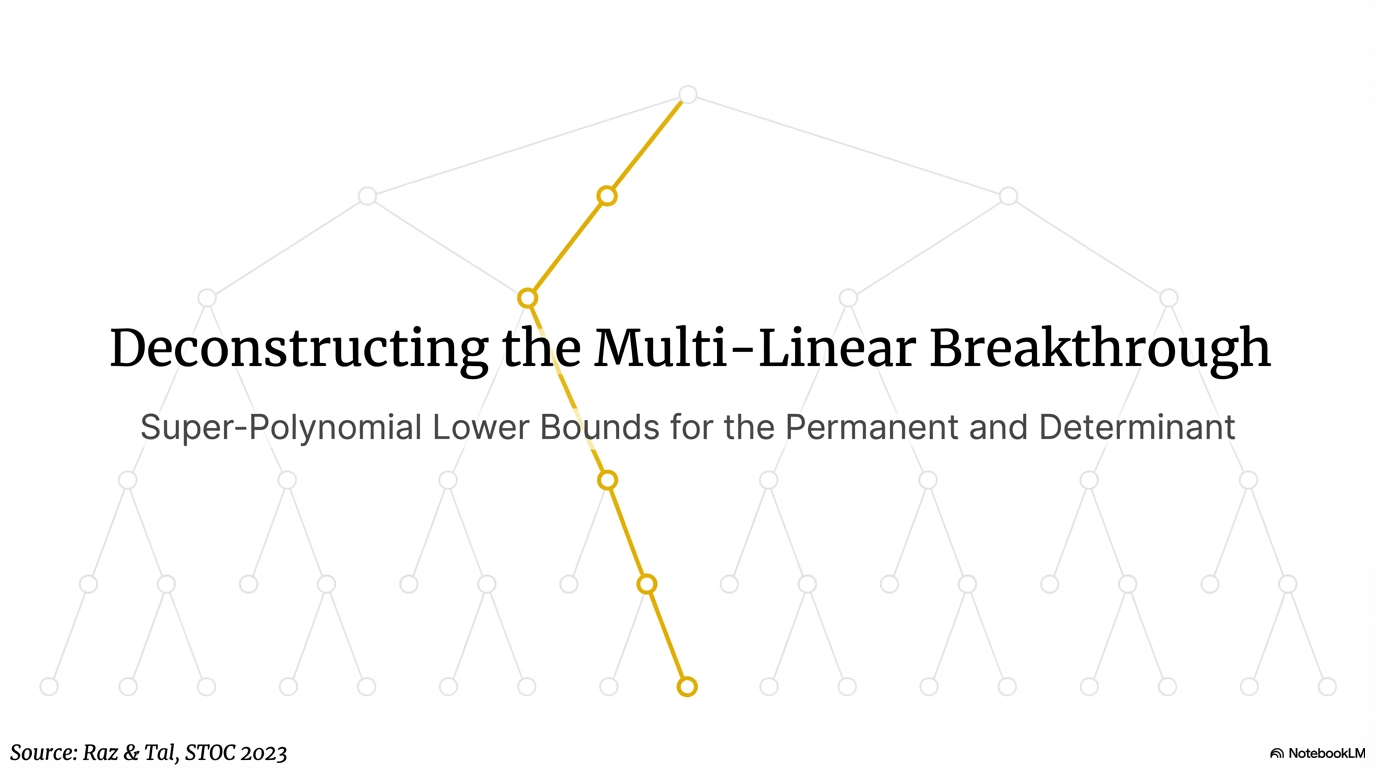 Deconstructing the Multi-Linear Breakthrough
Super-Polynomial Lower Bounds for the Permanent and Determinant
Source: Raz & Tal, STOC 2023
NotebookLM